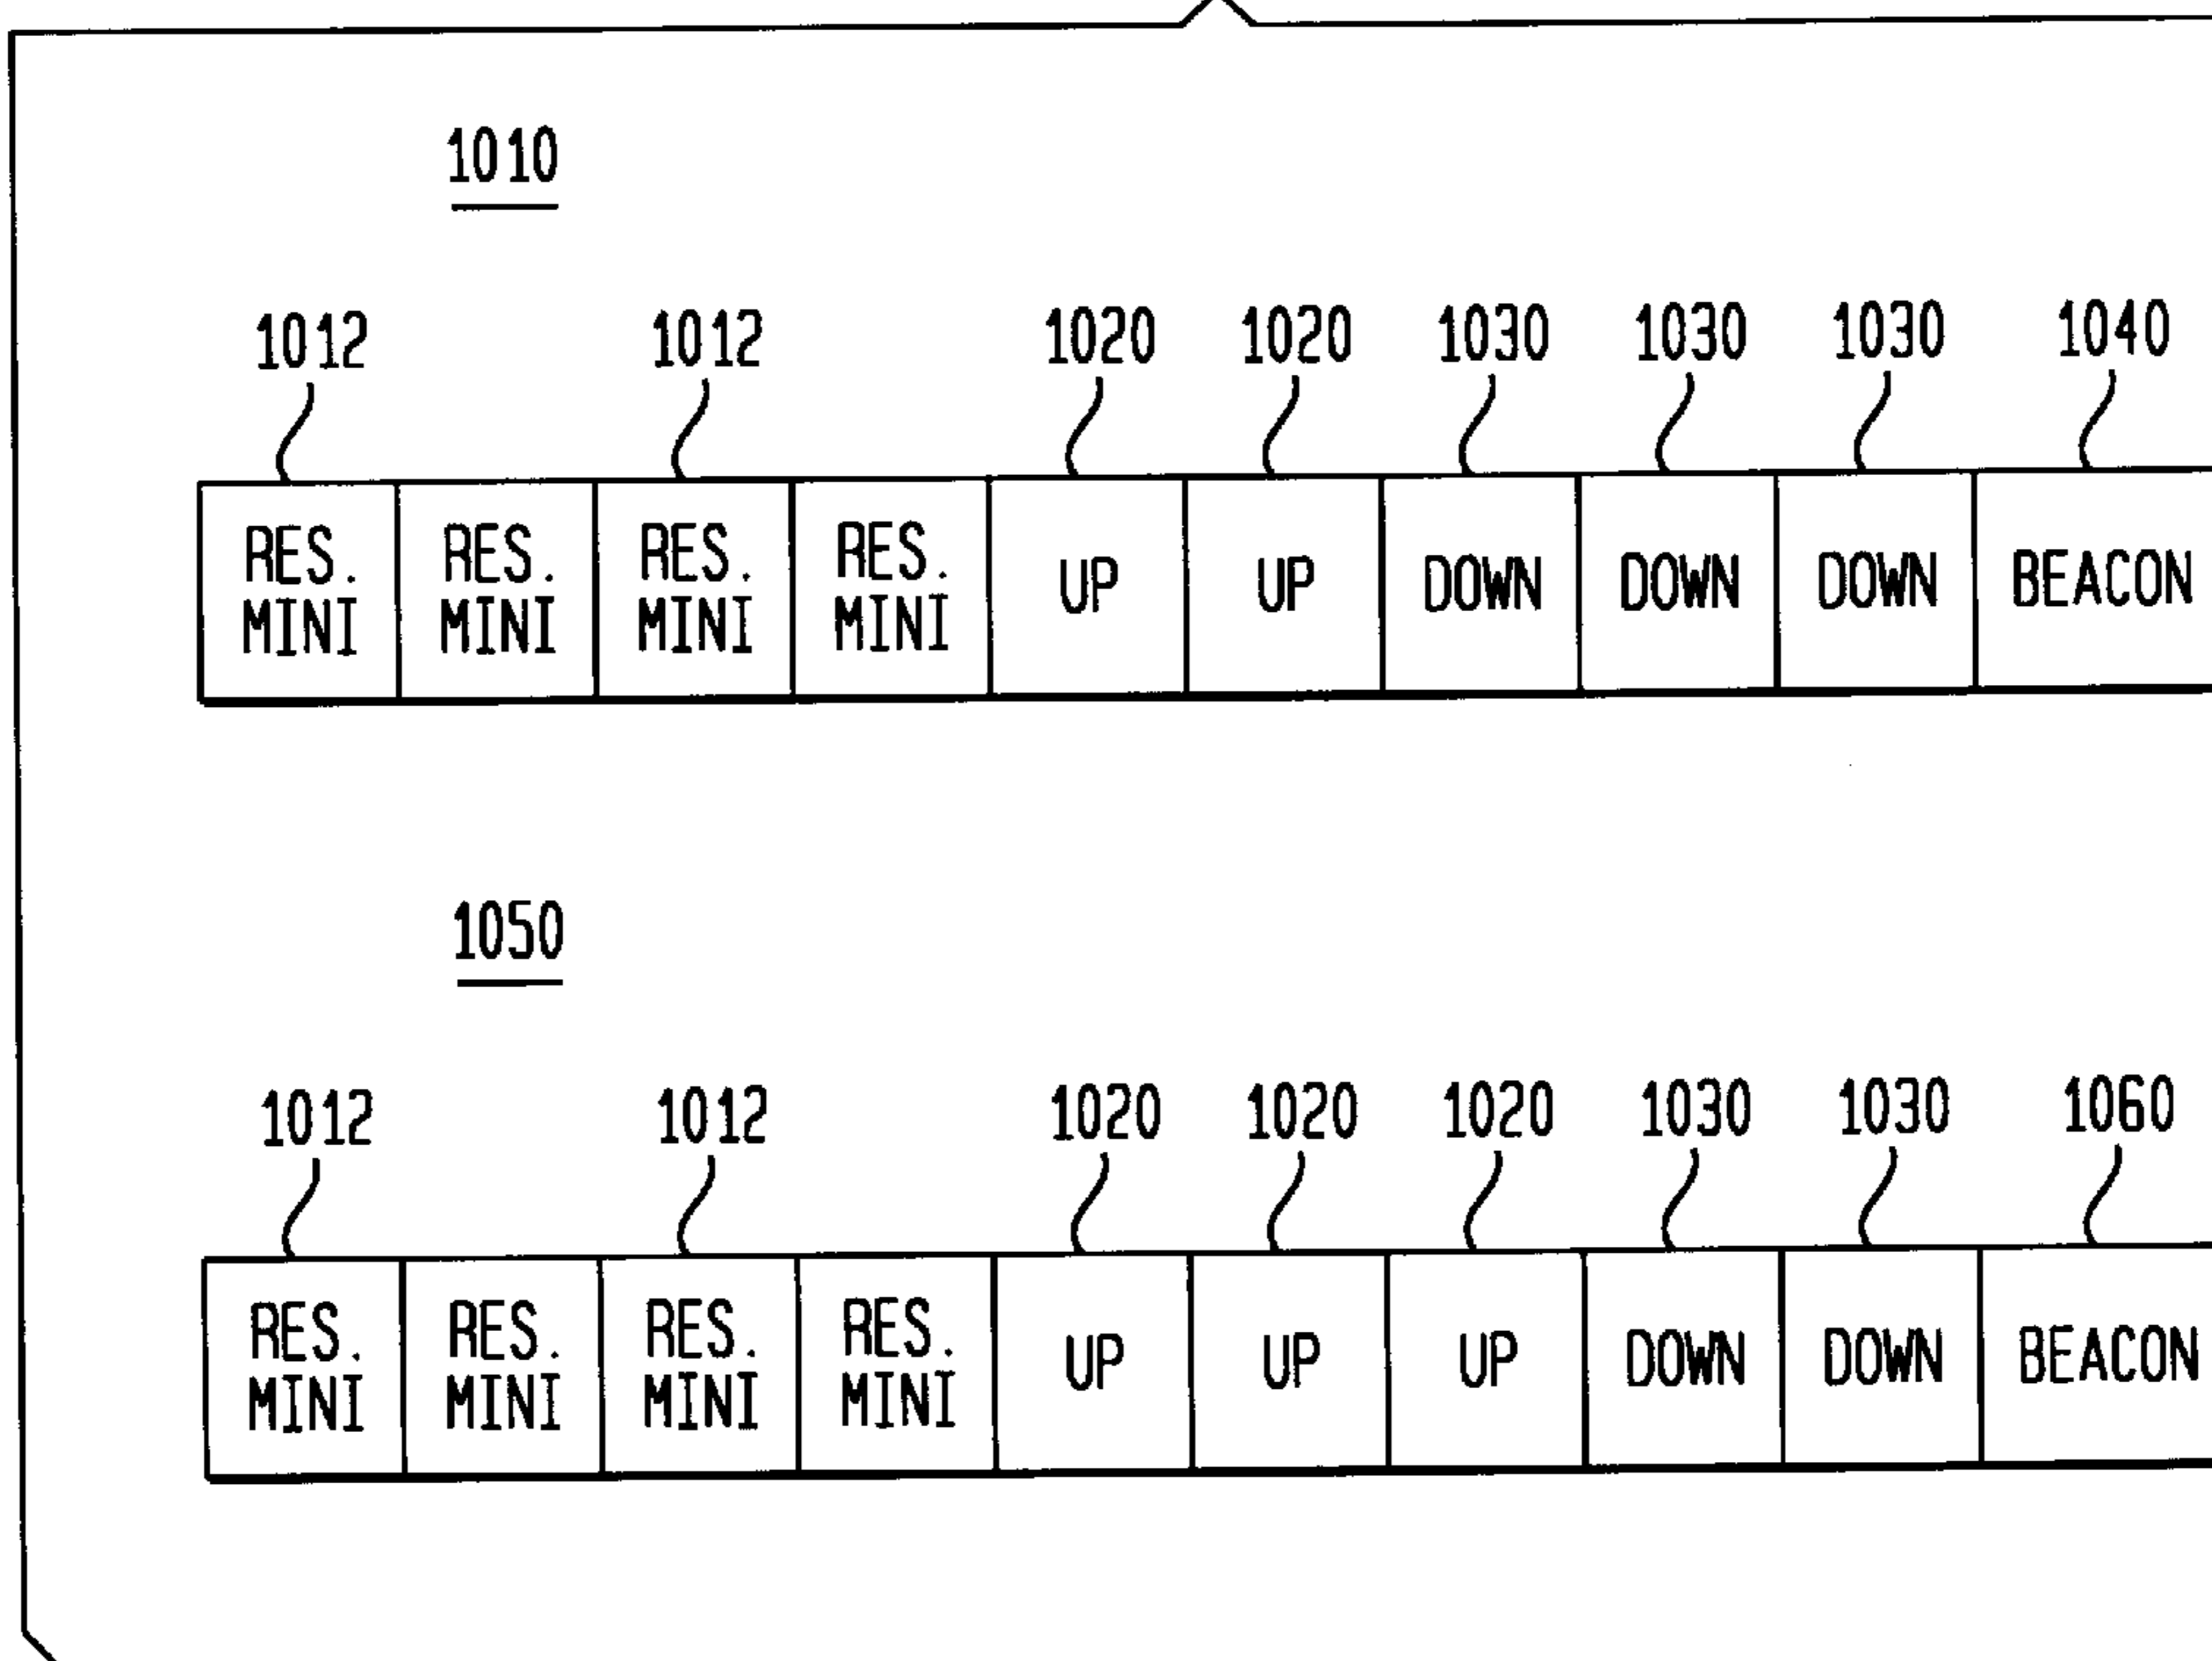 1010
1012 1012 1020 1020 1030 1030 1030 1040
RES. RES. RES. RES. UP UP DOWN DOWN DOWN BEACON
MINI MINI MINI MINI
1050
1012 1012 1020 1020 1020 1030 1030 1060
RES. RES. RES. RES. UP UP UP DOWN DOWN BEACON
MINI MINI MINI MINI